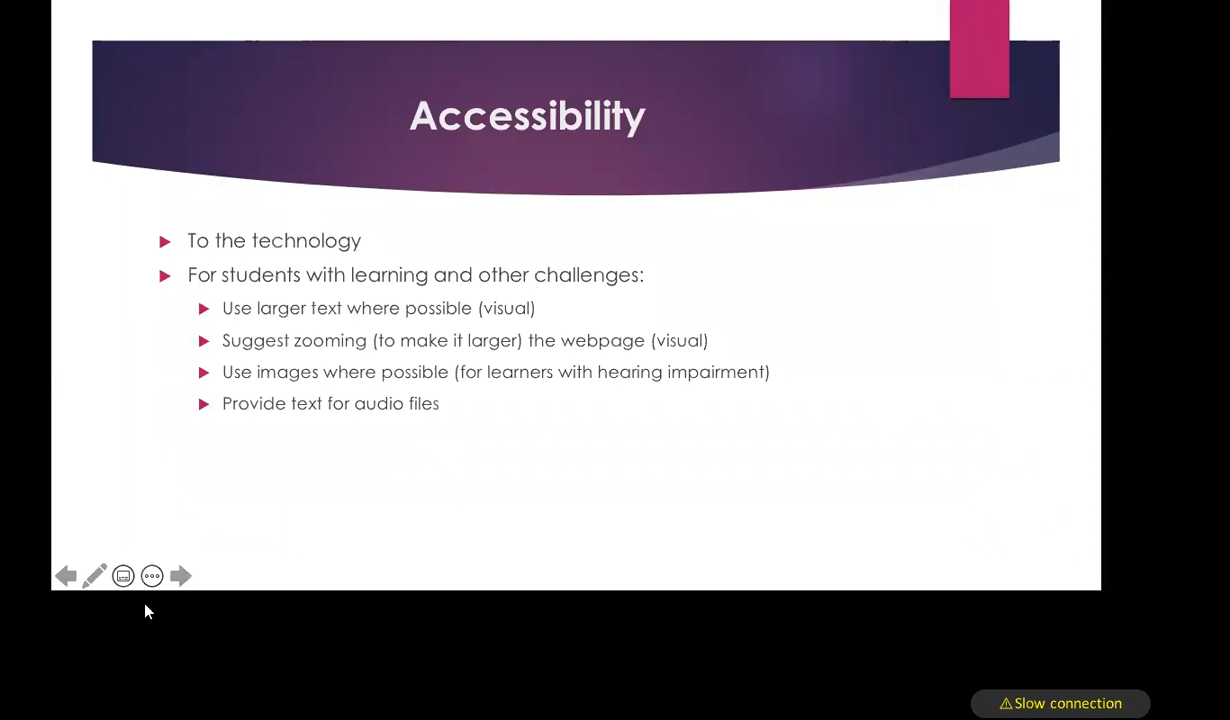 Accessibility
To the technology
For students with learning and other challenges:
Use larger text where possible (visual)
Suggest zooming (to make it larger) the webpage (visual)
Use images where possible (for learners with hearing impairment)
Provide text for audio files
Slow connection